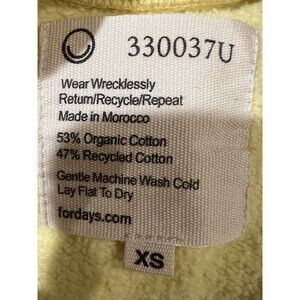 330037U
Wear Wrecklessly
Return/Recycle/Repeat
Made in Morocco
53% Organic Cotton
47% Recycled Cotton
Gentle Machine Wash Cold
Lay Flat To Dry
fordays.com
XS